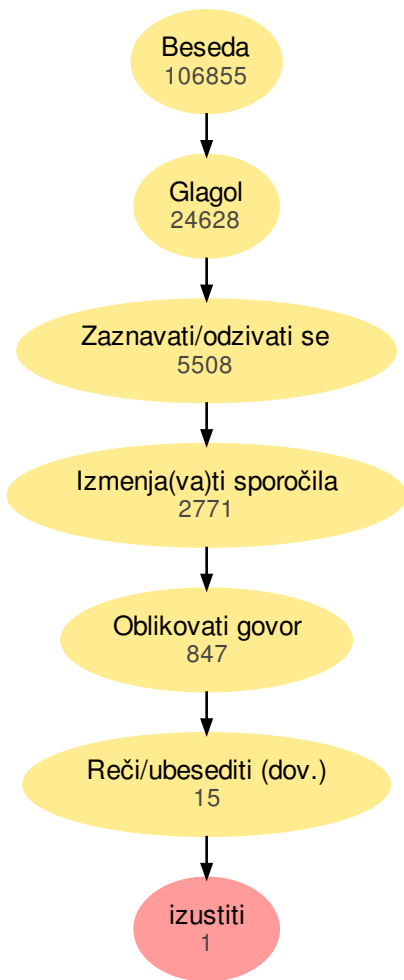 Beseda
106855
Glagol
24628
Zaznavati/odzivati se
5508
Izmenja(va)ti sporočila
2771
Oblikovati govor
847
Reči/ubesediti (dov.)
15
izustiti
1